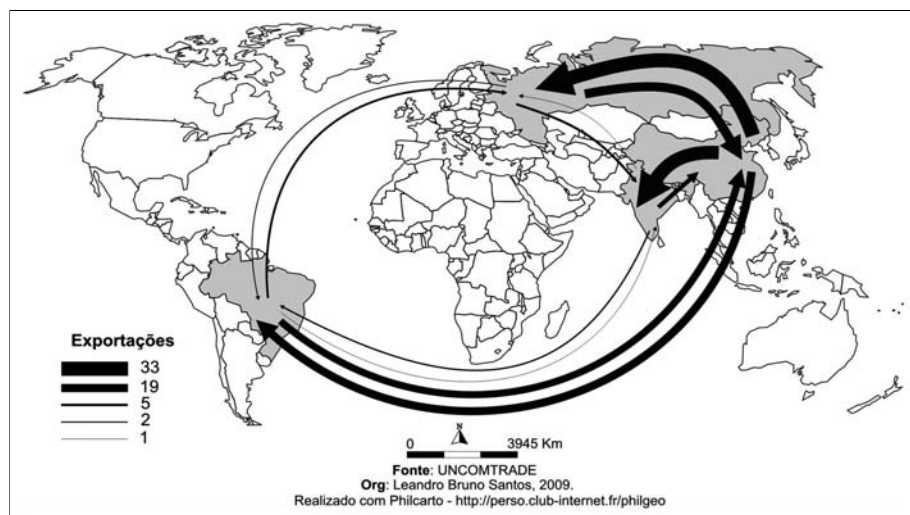 Exportações
33
19
5
2
1
N
0 3945 Km
Fonte: UNCOMTRADE
Org: Leandro Bruno Santos, 2009.
Realizado com Philcarto - http://perso.club-internet.fr/philgeo